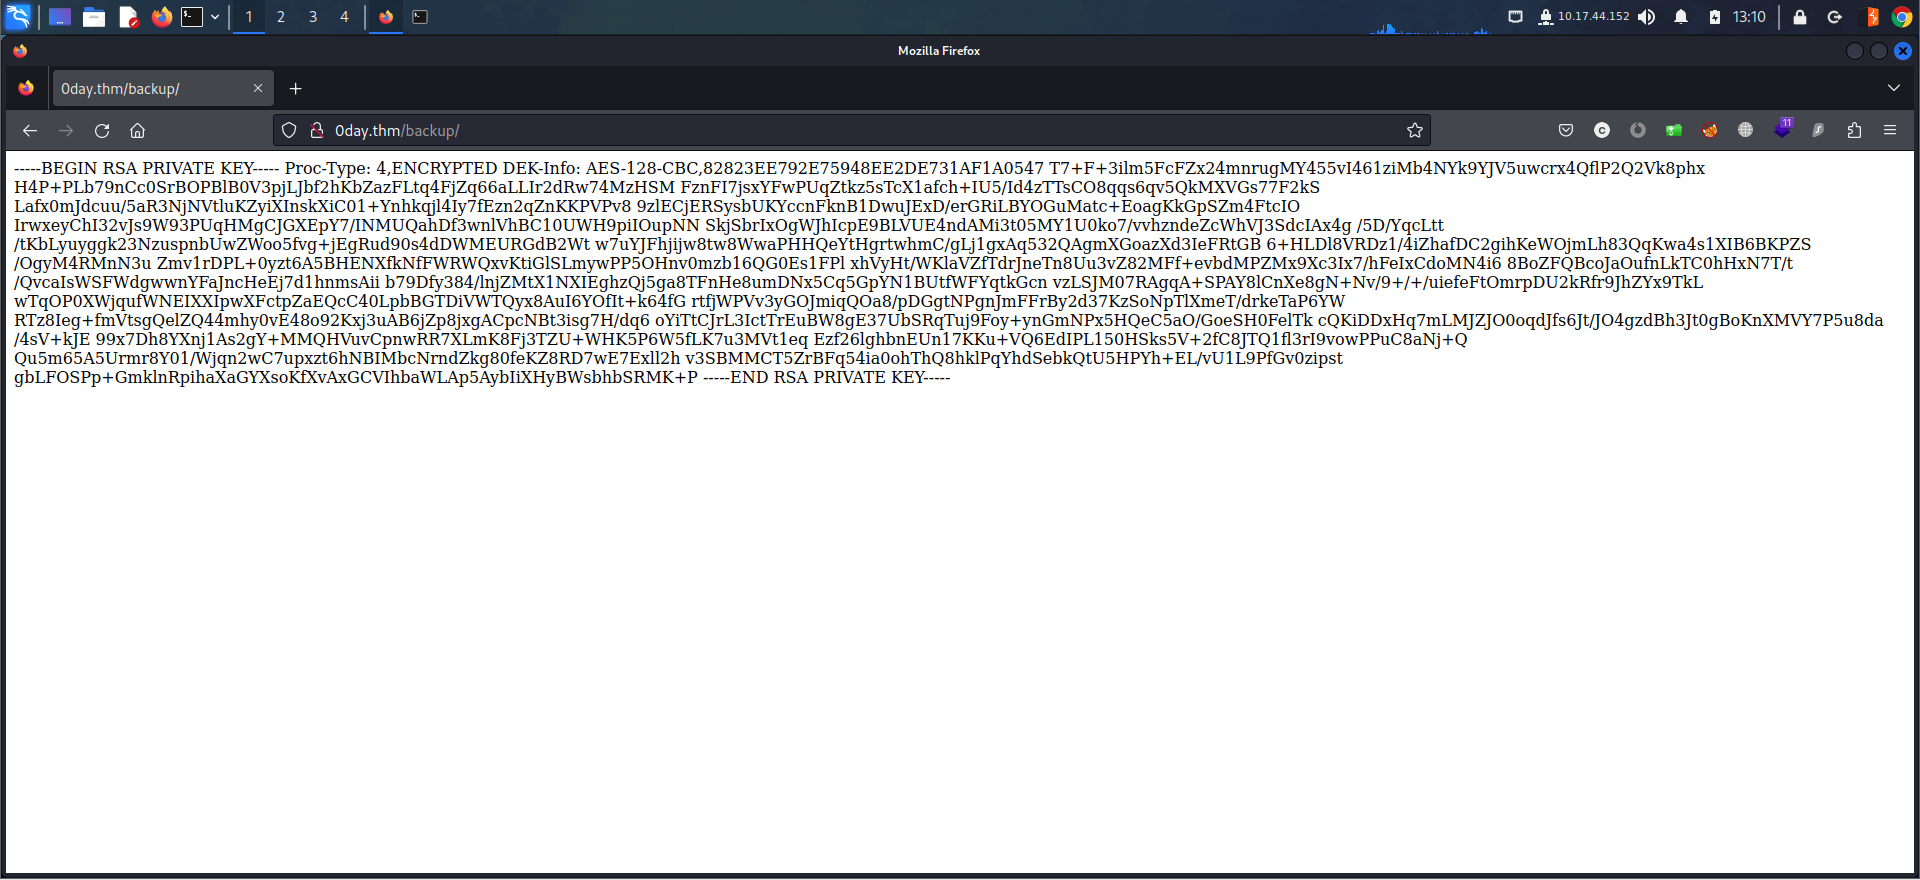 1 2 3 4
10.17.44.152
13:10
Mozilla Firefox
0day.thm/backup/
11
0day.thm/backup/
-----BEGIN RSA PRIVATE KEY----- Proc-Type: 4,ENCRYPTED DEK-Info: AES-128-CBC,82823EE792E75948EE2DE731AF1A0547 T7+F+3ilm5FcFZx24mnrugMY455vI461ziMb4NYk9YJV5uwcrx4QflP2Q2Vk8phx
H4P+PLb79nCc0SrBOPBlB0V3pjLJbf2hKbZazFLtq4FjZq66aLLIr2dRw74MzHSM FznFI7jsxYFwPUqZtkz5sTcX1afch+IU5/Id4zTTsCO8qqs6qv5QkMXVGs77F2kS
Lafx0mJdcuu/5aR3NjNVtluKZyiXInskXiC01+Ynhkqjl4Iy7fEzn2qZnKKPVPv8 9zlECjERSysbUKYccnFknB1DwuJExD/erGRiLBYOGuMatc+EoagKkGpSZm4FtcIO
IrwxeyChI32vJs9W93PUqHMgCJGXEpY7/INMUQahDf3wnlVhBC10UWH9piIOupNN SkjSbrIxOgWJhIcpE9BLVUE4ndAMi3t05MY1U0ko7/vvhzndeZcWhVJ3SdcIAx4g /5D/YqcLtt
/tKbLyuyggk23NzuspnbUwZWoo5fvg+jEgRud90s4dDWMEURGdB2Wt w7uYJFhjijw8tw8WwaPHHQeYtHgrtwhmC/gLj1gxAq532QAgmXGoazXd3IeFRtGB 6+HLDl8VRDz1/4iZhafDC2gihKeWOjmLh83QqKwa4s1XIB6BKPZS
/OgyM4RMnN3u Zmv1rDPL+0yzt6A5BHENXfkNfFWRWQxvKtiGlSLmywPP5OHnv0mzb16QG0Es1FPl xhVyHt/WKlaVZfTdrJneTn8Uu3vZ82MFf+evbdMPZMx9Xc3Ix7/hFeIxCdoMN4i6 8BoZFQBcoJaOufnLkTC0hHxN7T/t
/QvcaIsWSFWdgwwnYFaJncHeEj7d1hnmsAii b79Dfy384/lnjZMtX1NXIEghzQj5ga8TFnHe8umDNx5Cq5GpYN1BUtfWFYqtkGcn vzLSJM07RAgqA+SPAY8lCnXe8gN+Nv/9+/+/uiefeFtOmrpDU2kRfr9JhZYx9TkL
wTqOP0XWjqufWNEIXXIpwXFctpZaEQcC40LpbBGTDiVWTQyx8AuI6YOfIt+k64fG rtfjWPVv3yGOJmiqQOa8/pDGgtNPgnJmFFrBy2d37KzSoNpTlXmeT/drkeTaP6YW
RTz8Ieg+fmVtsgQelZQ44mhy0vE48o92Kxj3uAB6jZp8jxgACpcNBt3isg7H/dq6 oYiTtCJrL3IctTrEuBW8gE37UbSRqTuj9Foy+ynGmNPx5HQeC5aO/GoeSH0FelTk cQKiDDxHq7mLMJZJO0oqdJfs6Jt/JO4gzdBh3Jt0gBoKnXMVY7P5u8da
/4sV+kJE 99x7Dh8YXnj1As2gY+MMQHVuvCpnwRR7XLmK8Fj3TZU+WHK5P6W5fLK7u3MVt1eq Ezf26lghbnEUn17KKu+VQ6EdIPL150HSks5V+2fC8JTQ1fl3rI9vowPPuC8aNj+Q
Qu5m65A5Urmr8Y01/Wjqn2wC7upxzt6hNBIMbcNrndZkg80feKZ8RD7wE7Exll2h v3SBMMCT5ZrBFq54ia0ohThQ8hklPqYhdSebkQtU5HPYh+EL/vU1L9PfGv0zipst
gbLFOSPp+GmklnRpihaXaGYXsoKfXvAxGCVIhbaWLAp5AybIiXHyBWsbhbSRMK+P -----END RSA PRIVATE KEY-----